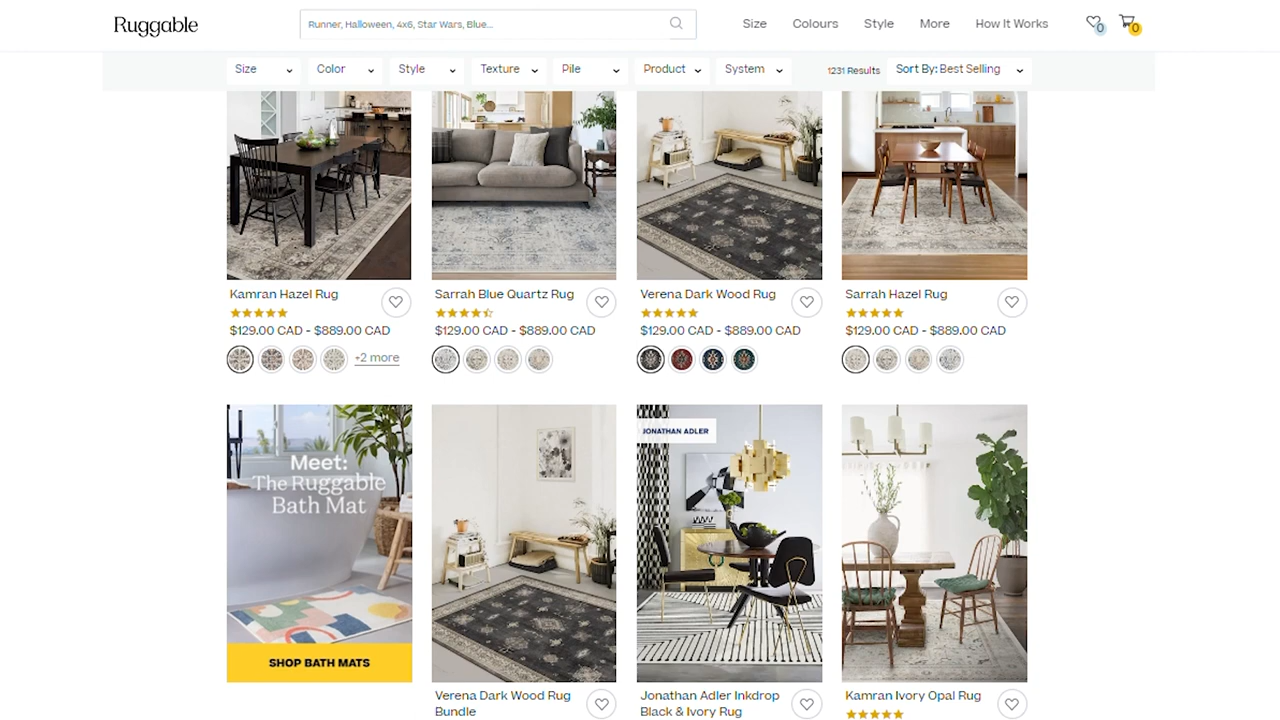 Ruggable
Runner, Halloween, 4x6, Star Wars, Blue...
Size Colours Style More How It Works
0 0
Size Color Style Texture Pile Product System 1231 Results Sort By: Best Selling
Kamran Hazel Rug
$129.00 CAD - $889.00 CAD
+2 more
Sarrah Blue Quartz Rug
$129.00 CAD - $889.00 CAD
Verena Dark Wood Rug
$129.00 CAD - $889.00 CAD
Sarrah Hazel Rug
$129.00 CAD - $889.00 CAD
Meet:
The Ruggable
Bath Mat
SHOP BATH MATS
Verena Dark Wood Rug
Bundle
JONATHAN ADLER
Jonathan Adler Inkdrop
Black & Ivory Rug
Kamran Ivory Opal Rug